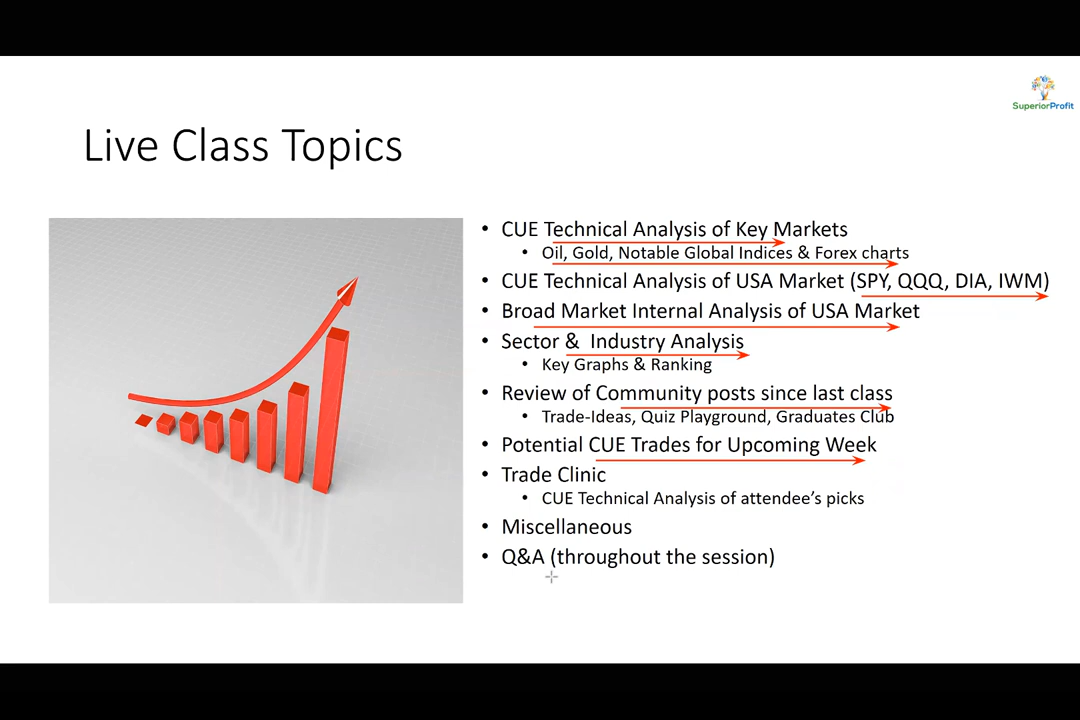 SuperiorProfit
Live Class Topics
• CUE Technical Analysis of Key Markets
• Oil, Gold, Notable Global Indices & Forex charts
• CUE Technical Analysis of USA Market (SPY, QQQ, DIA, IWM)
• Broad Market Internal Analysis of USA Market
• Sector & Industry Analysis
• Key Graphs & Ranking
• Review of Community posts since last class
• Trade-Ideas, Quiz Playground, Graduates Club
• Potential CUE Trades for Upcoming Week
• Trade Clinic
• CUE Technical Analysis of attendee's picks
• Miscellaneous
• Q&A (throughout the session)